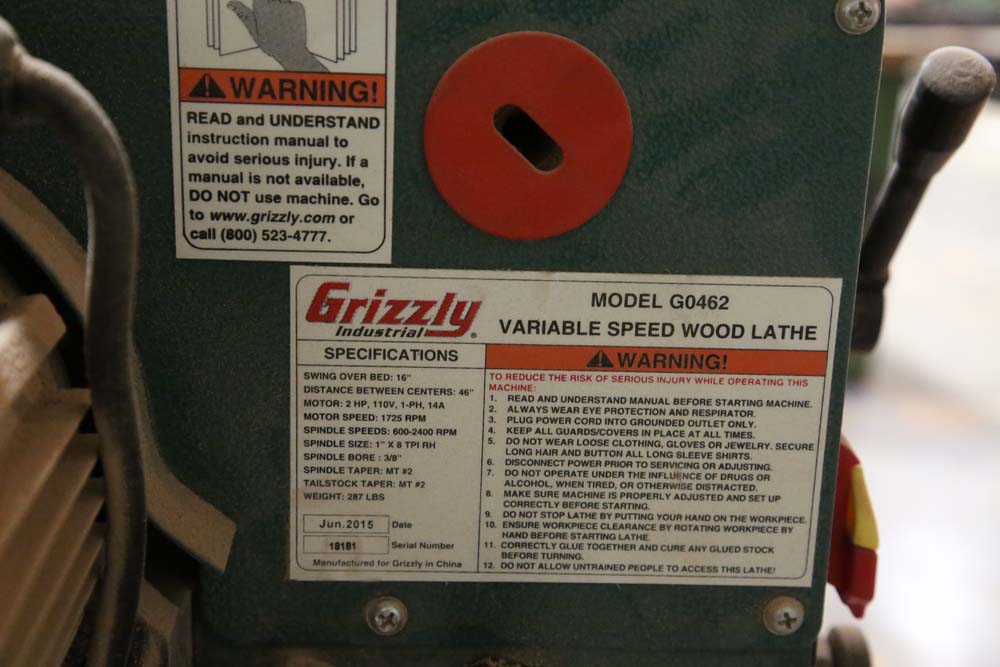 WARNING!
READ and UNDERSTAND
instruction manual to
avoid serious injury. If a
manual is not available,
DO NOT use machine. Go
to www.grizzly.com or
call (800) 523-4777.
Grizzly
Industrial ®
MODEL G0462
VARIABLE SPEED WOOD LATHE
SPECIFICATIONS
SWING OVER BED: 16"
DISTANCE BETWEEN CENTERS: 46"
MOTOR: 2 HP, 110V, 1-PH, 14A
MOTOR SPEED: 1725 RPM
SPINDLE SPEEDS: 600-2400 RPM
SPINDLE SIZE: 1" X 8 TPI RH
SPINDLE BORE : 3/8"
SPINDLE TAPER: MT #2
TAILSTOCK TAPER: MT #2
WEIGHT: 287 LBS
Jun.2015 Date
18181 Serial Number
Manufactured for Grizzly in China
WARNING!
TO REDUCE THE RISK OF SERIOUS INJURY WHILE OPERATING THIS
MACHINE:
1. READ AND UNDERSTAND MANUAL BEFORE STARTING MACHINE.
2. ALWAYS WEAR EYE PROTECTION AND RESPIRATOR.
3. PLUG POWER CORD INTO GROUNDED OUTLET ONLY.
4. KEEP ALL GUARDS/COVERS IN PLACE AT ALL TIMES.
5. DO NOT WEAR LOOSE CLOTHING, GLOVES OR JEWELRY. SECURE
LONG HAIR AND BUTTON ALL LONG SLEEVE SHIRTS.
6. DISCONNECT POWER PRIOR TO SERVICING OR ADJUSTING.
7. DO NOT OPERATE UNDER THE INFLUENCE OF DRUGS OR
ALCOHOL, WHEN TIRED, OR OTHERWISE DISTRACTED.
8. MAKE SURE MACHINE IS PROPERLY ADJUSTED AND SET UP
CORRECTLY BEFORE STARTING.
9. DO NOT STOP LATHE BY PUTTING YOUR HAND ON THE WORKPIECE.
10. ENSURE WORKPIECE CLEARANCE BY ROTATING WORKPIECE BY
HAND BEFORE STARTING LATHE.
11. CORRECTLY GLUE TOGETHER AND CURE ANY GLUED STOCK
BEFORE TURNING.
12. DO NOT ALLOW UNTRAINED PEOPLE TO ACCESS THIS LATHE!